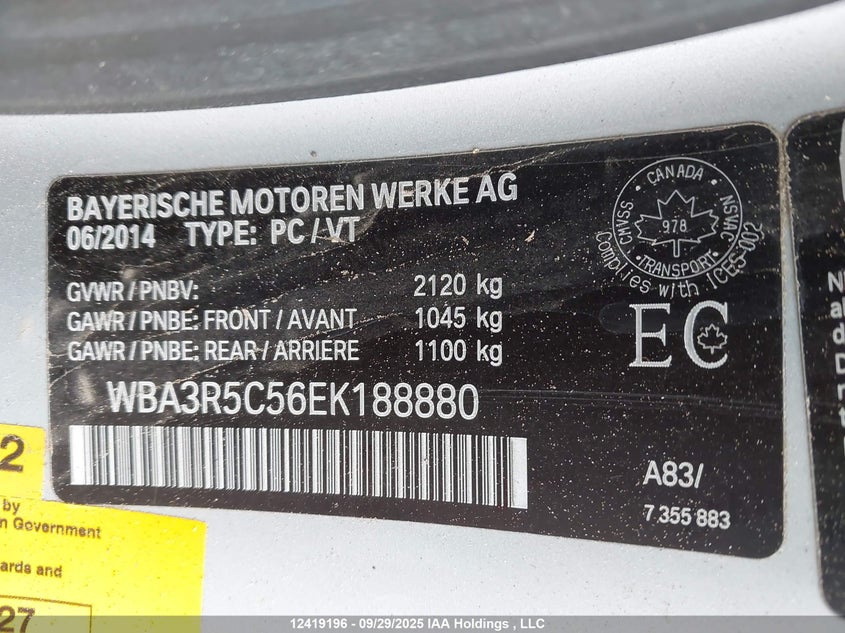 BAYERISCHE MOTOREN WERKE AG
06/2014 TYPE: PC / VT
GVWR / PNBV: 2120 kg
GAWR / PNBE: FRONT / AVANT 1045 kg
GAWR / PNBE: REAR / ARRIÈRE 1100 kg
WBA3R5C56EK188880
CANADA
CMVSS
NSVAC
978
TRANSPORT
Complies with ICES-002
EC
A83/
7 355 883
2
by
Government
ards and
27
12419196 - 09/29/2025 IAA Holdings , LLC